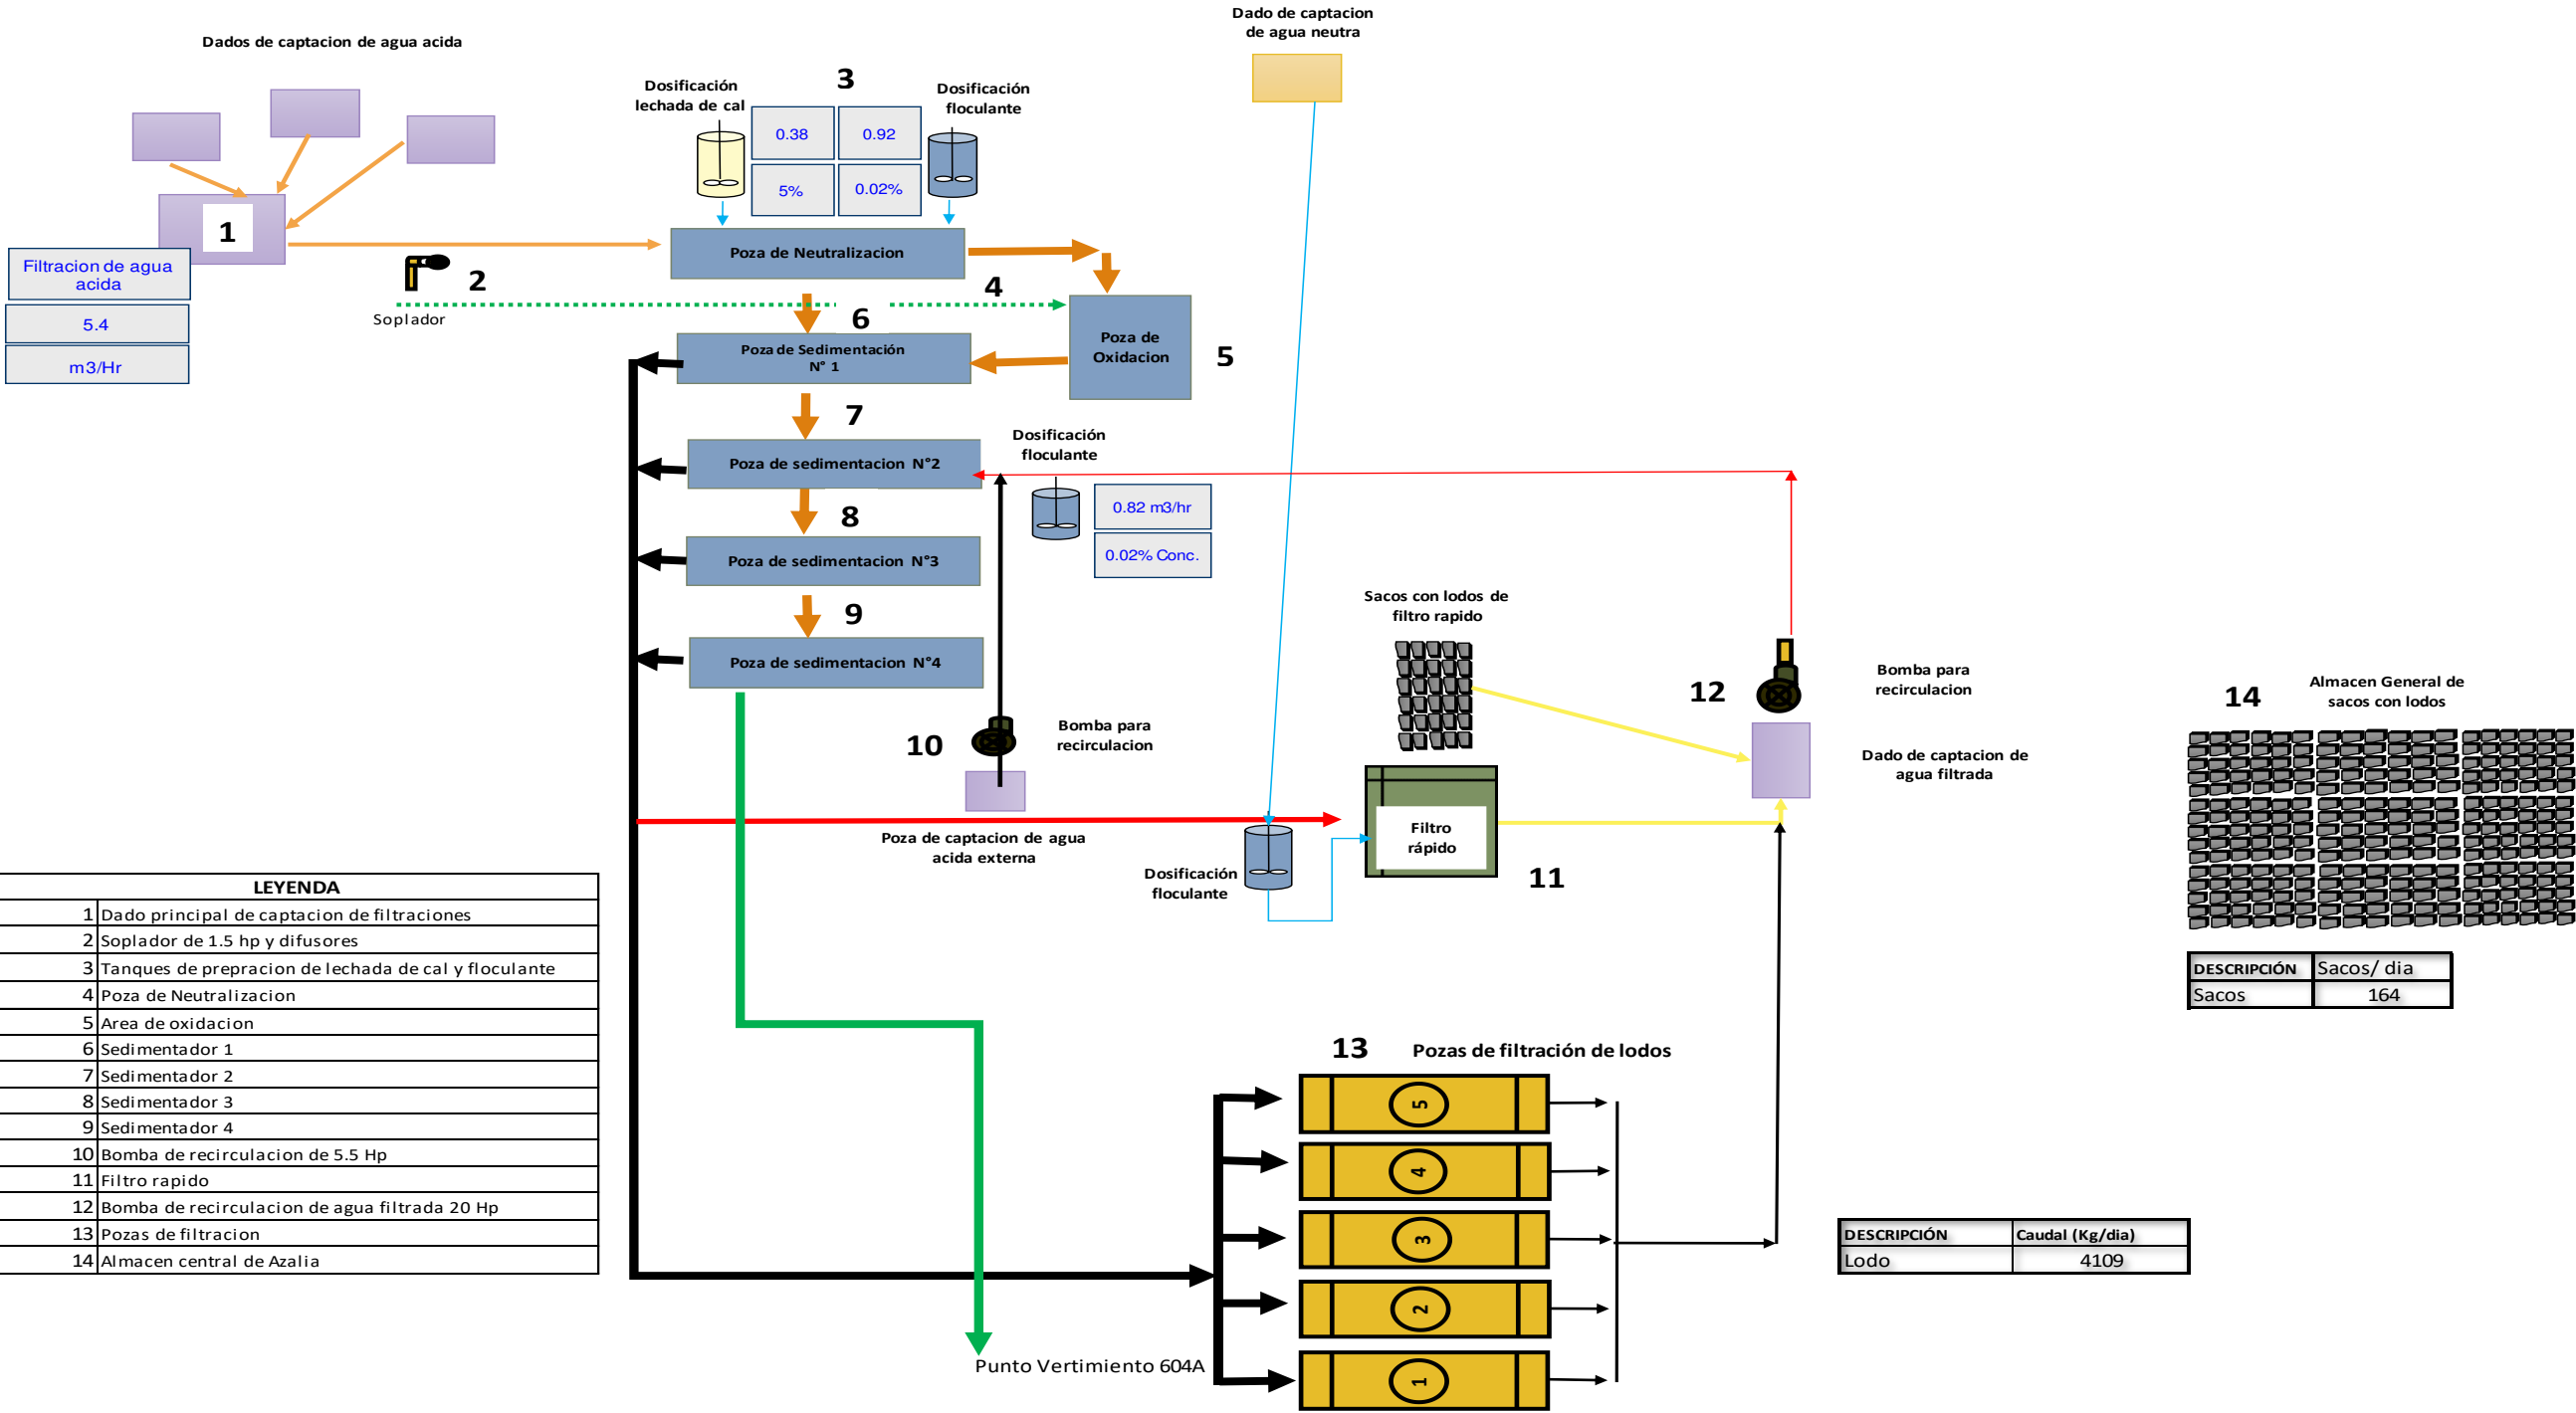 Dados de captacion de agua acida
Dado de captacion
de agua neutra
Dosificación
lechada de cal
3
Dosificación
floculante
0.38
0.92
5%
0.02%
1
Filtracion de agua
acida
5.4
m3/Hr
2
Soplador
Poza de Neutralizacion
4
6
Poza de
Oxidacion
5
Poza de Sedimentación
N° 1
7
Poza de sedimentacion N°2
Dosificación
floculante
0.82 m3/hr
0.02% Conc.
8
Poza de sedimentacion N°3
9
Poza de sedimentacion N°4
Sacos con lodos de
filtro rapido
10
Bomba para
recirculacion
12
Bomba para
recirculacion
Dado de captacion de
agua filtrada
14
Almacen General de
sacos con lodos
Poza de captacion de agua
acida externa
Filtro
rápido
Dosificación
floculante
11
LEYENDA
1 Dado principal de captacion de filtraciones
2 Soplador de 1.5 hp y difusores
3 Tanques de prepracion de lechada de cal y floculante
4 Poza de Neutralizacion
5 Area de oxidacion
6 Sedimentador 1
7 Sedimentador 2
8 Sedimentador 3
9 Sedimentador 4
10 Bomba de recirculacion de 5.5 Hp
11 Filtro rapido
12 Bomba de recirculacion de agua filtrada 20 Hp
13 Pozas de filtracion
14 Almacen central de Azalia
DESCRIPCIÓN Sacos/ dia
Sacos 164
13 Pozas de filtración de lodos
5
4
3
2
1
DESCRIPCIÓN Caudal (Kg/dia)
Lodo 4109
Punto Vertimiento 604A